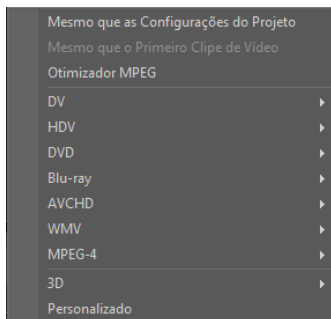 Mesmo que as Configurações do Projeto
Mesmo que o Primeiro Clipe de Vídeo
Otimizador MPEG
DV
HDV
DVD
Blu-ray
AVCHD
WMV
MPEG-4
3D
Personalizado